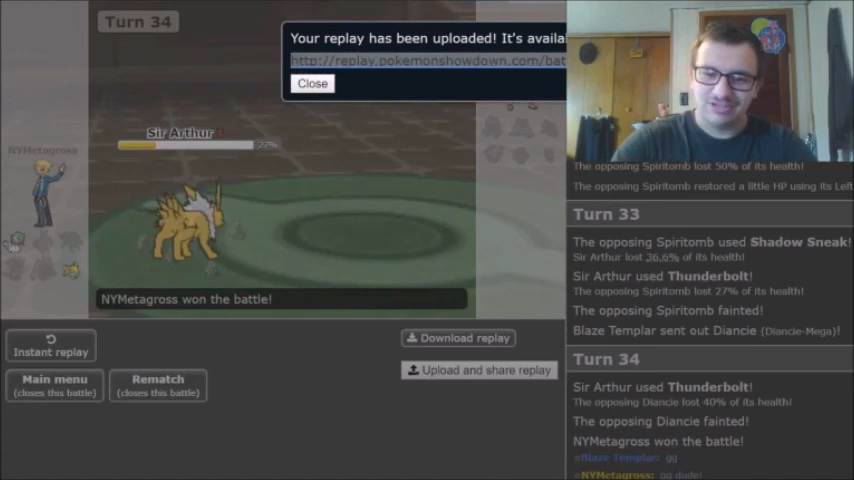 Turn 34
Your replay has been uploaded! It's availa
http://replay.pokemonshowdown.com/bat
Close
NYMetagross
Sir Arthur
22%
NYMetagross won the battle!
Instant replay
Download replay
Upload and share replay
Main menu
(closes this battle)
Rematch
(closes this battle)
The opposing Spiritomb lost 50% of its health!
The opposing Spiritomb restored a little HP using its Left
Turn 33
The opposing Spiritomb used Shadow Sneak!
Sir Arthur lost 36.6% of its health!
Sir Arthur used Thunderbolt!
The opposing Spiritomb lost 27% of its health!
The opposing Spiritomb fainted!
Blaze Templar sent out Diancie (Diancie-Mega)!
Turn 34
Sir Arthur used Thunderbolt!
The opposing Diancie lost 40% of its health!
The opposing Diancie fainted!
NYMetagross won the battle!
☆Blaze Templar: gg
☆NYMetagross: gg dude!